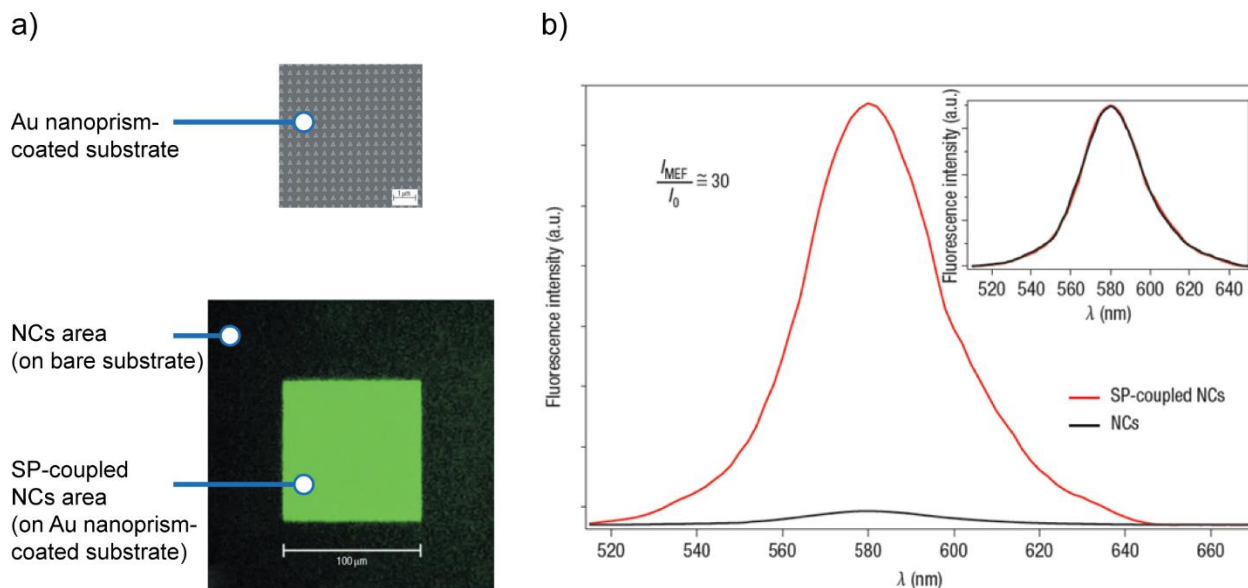 a)
Au nanoprism-
coated substrate
1 μm
NCs area
(on bare substrate)
SP-coupled
NCs area
(on Au nanoprism-
coated substrate)
100 μm
b)
Fluorescence intensity (a.u.)
I_MEF / I_0 ≅ 30
SP-coupled NCs
NCs
520 540 560 580 600 620 640 660
λ (nm)
Fluorescence intensity (a.u.)
520 540 560 580 600 620 640
λ (nm)